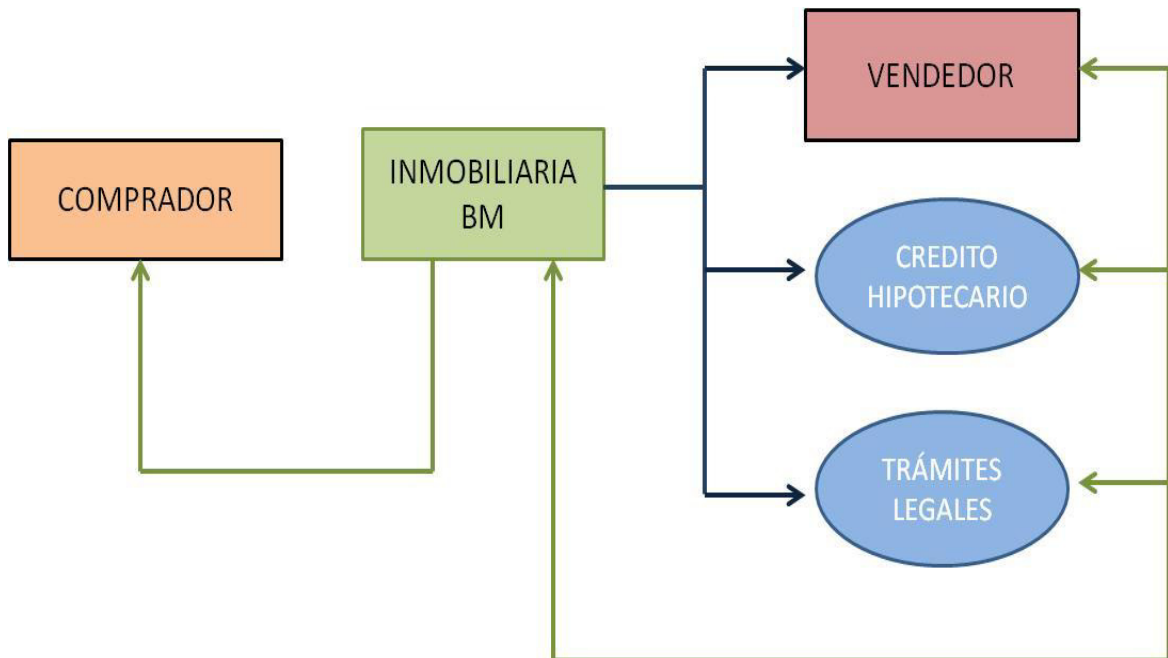 VENDEDOR
COMPRADOR
INMOBILIARIA
BM
CREDITO
HIPOTECARIO
TRÁMITES
LEGALES